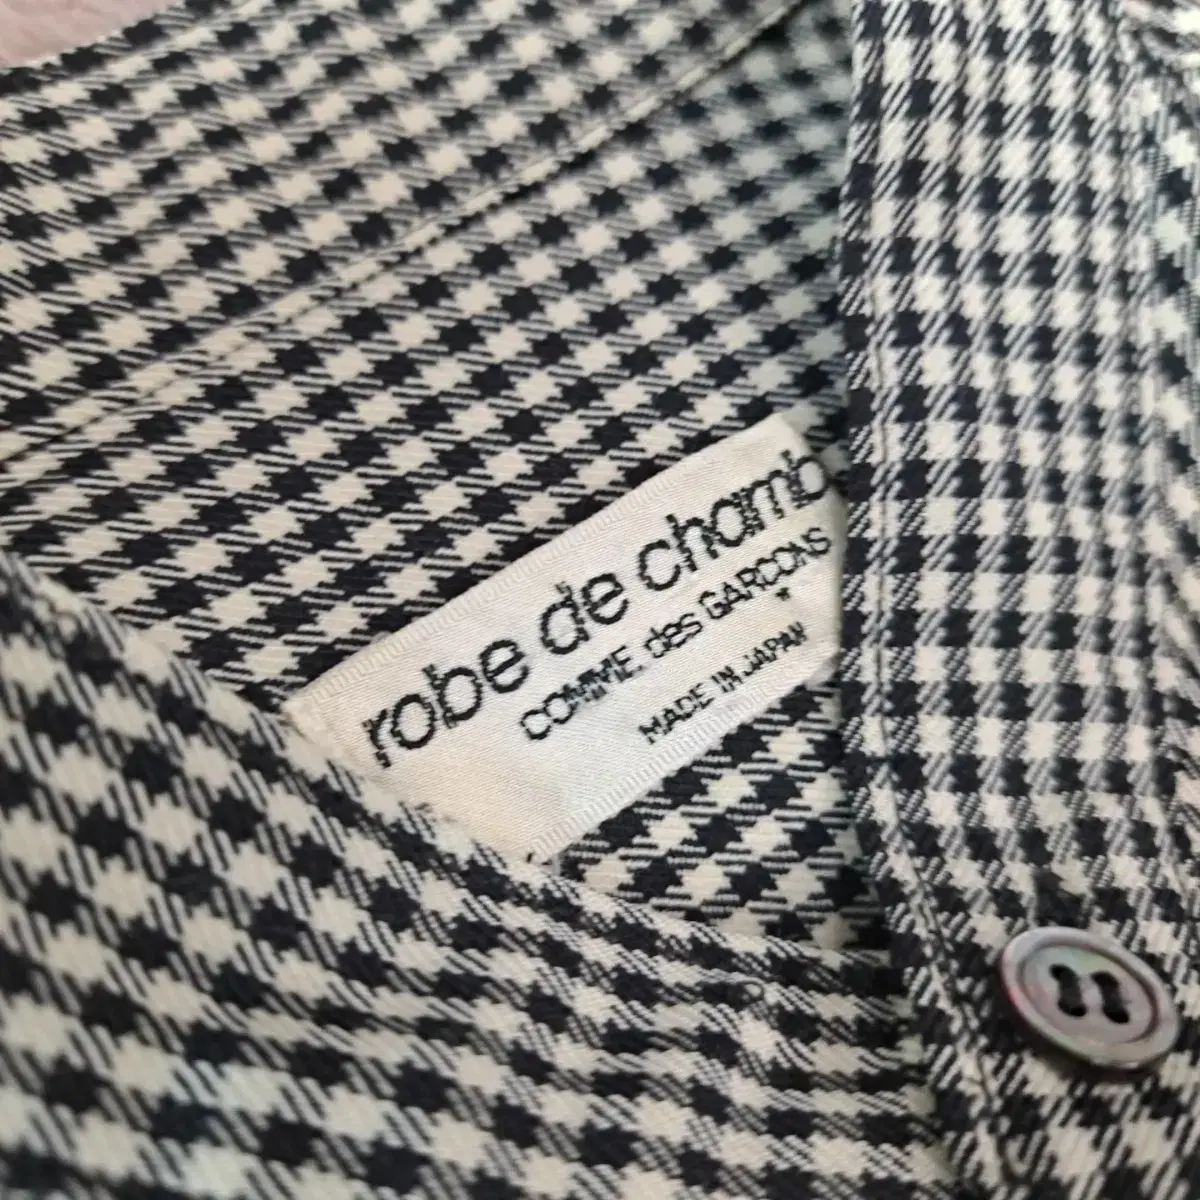 robe de chamb
COMME des GARÇONS
MADE IN JAPAN